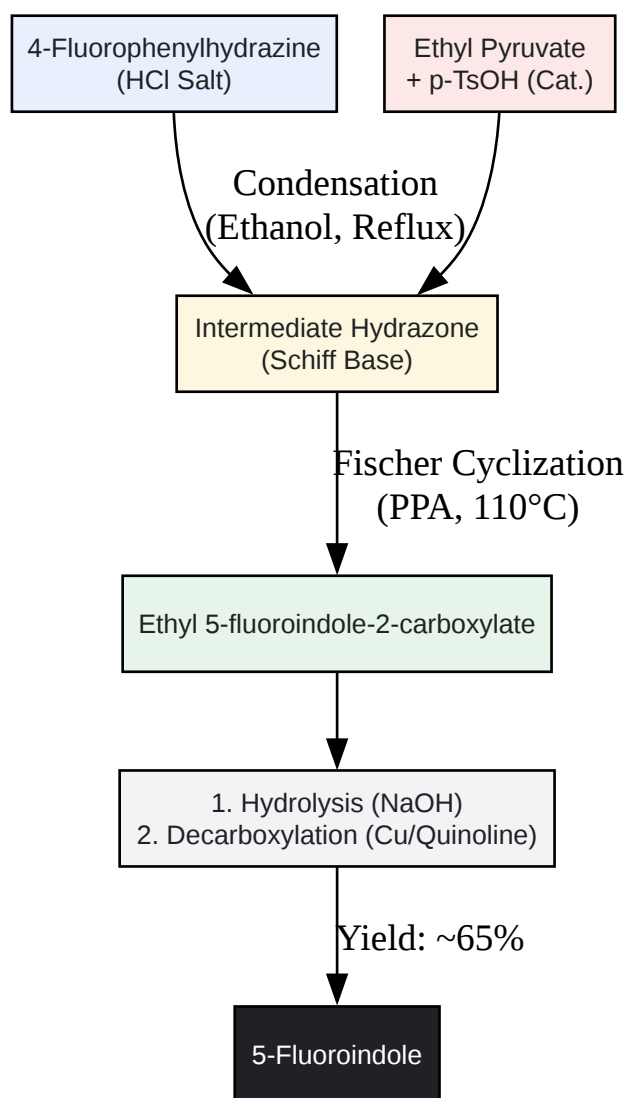 4-Fluorophenylhydrazine
(HCl Salt)
Ethyl Pyruvate
+ p-TsOH (Cat.)
Condensation
(Ethanol, Reflux)
Intermediate Hydrazone
(Schiff Base)
Fischer Cyclization
(PPA, 110°C)
Ethyl 5-fluoroindole-2-carboxylate
1. Hydrolysis (NaOH)
2. Decarboxylation (Cu/Quinoline)
Yield: ~65%
5-Fluoroindole